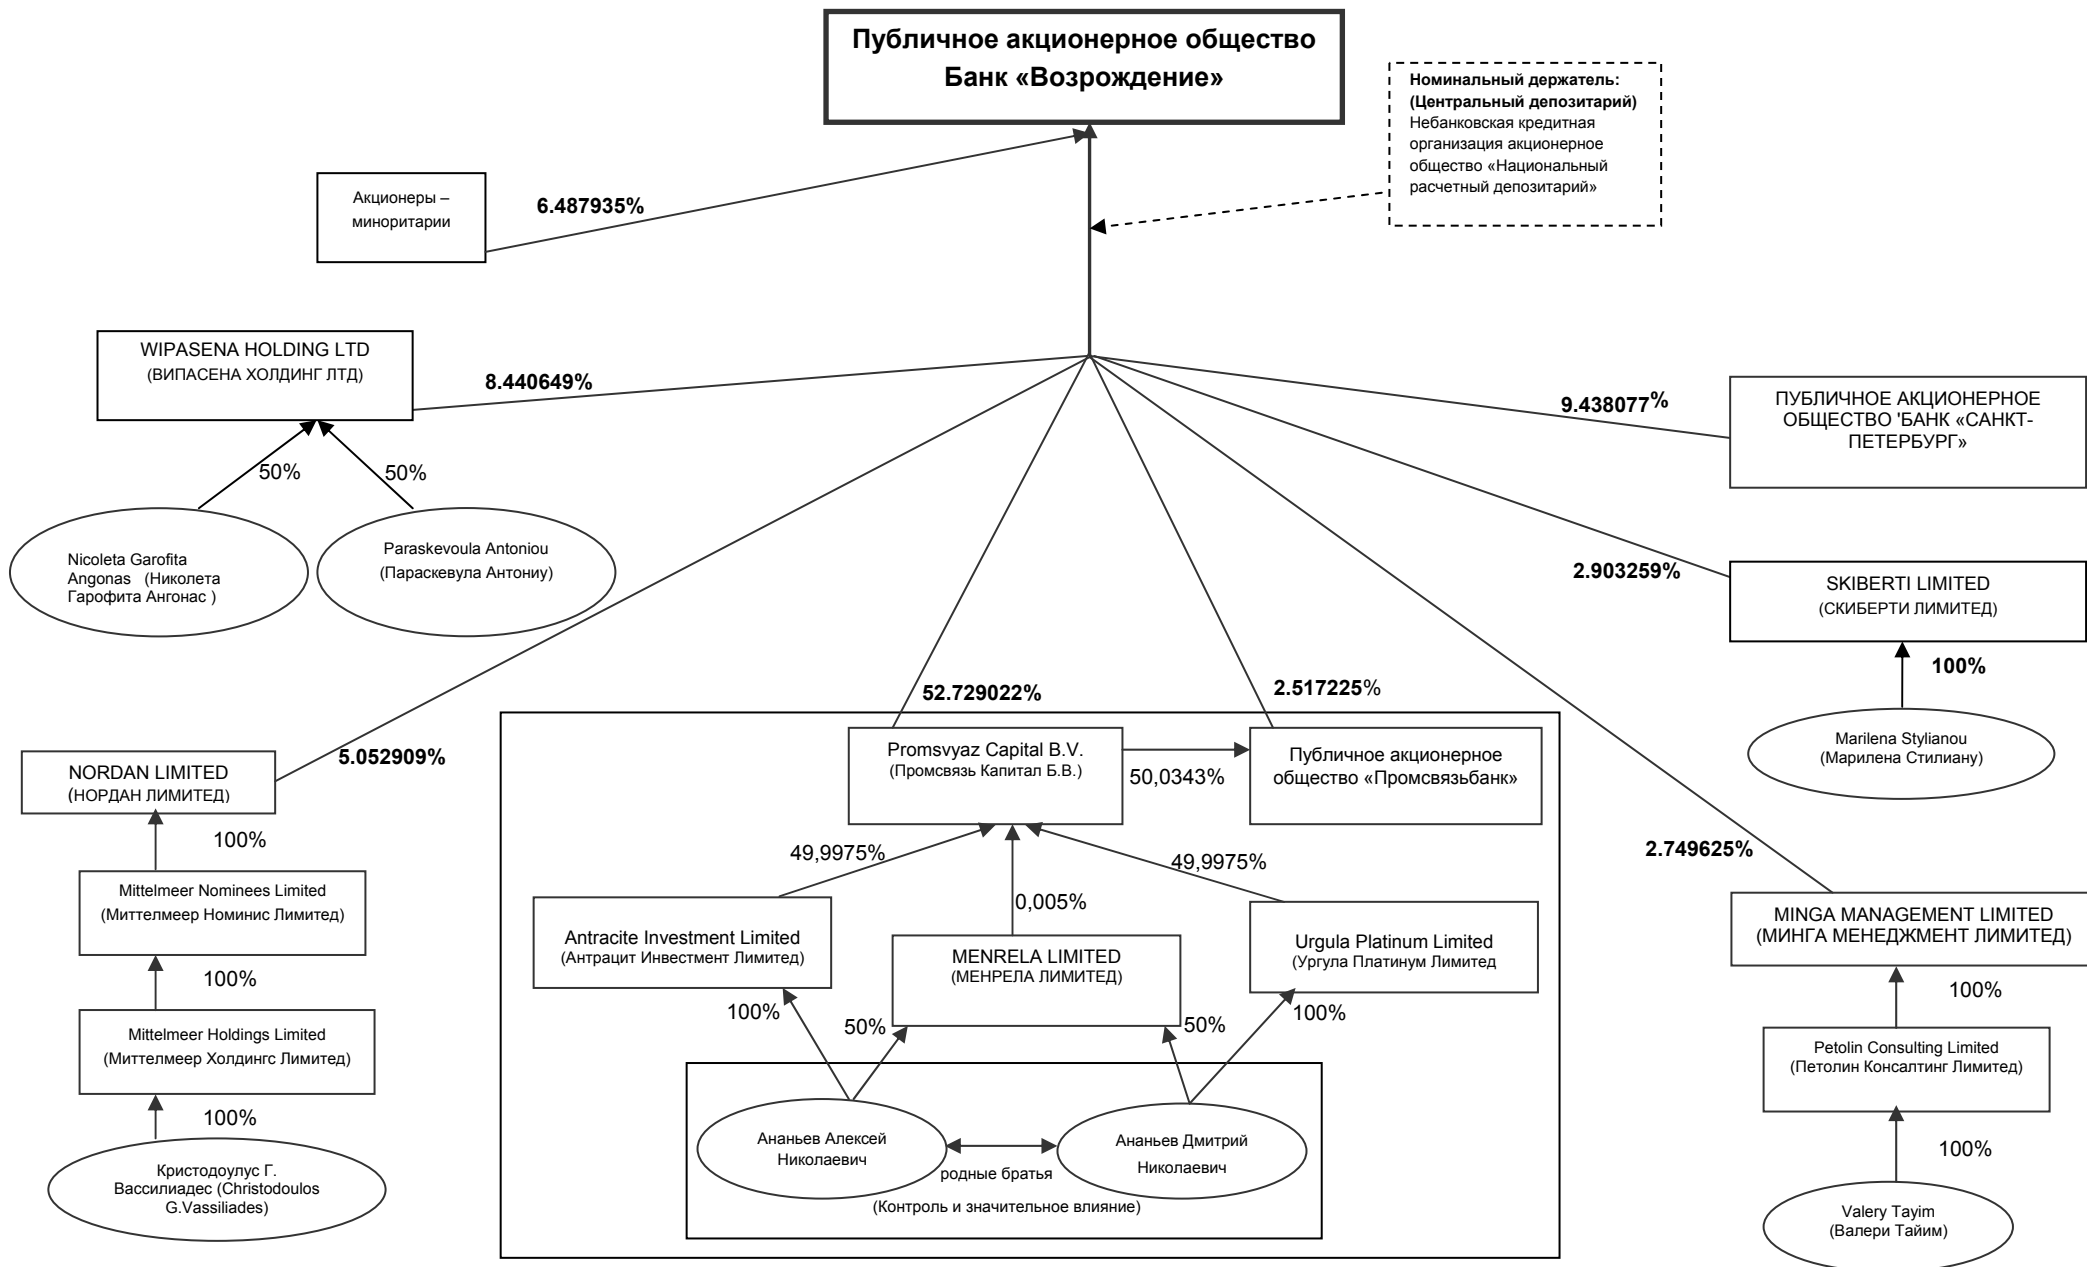 Публичное акционерное общество
Банк «Возрождение»
Номинальный держатель:
(Центральный депозитарий)
Небанковская кредитная
организация акционерное
общество «Национальный
расчетный депозитарий»
Акционеры –
миноритарии
6.487935%
WIPASENA HOLDING LTD
(ВИПАСЕНА ХОЛДИНГ ЛТД)
8.440649%
9.438077%
ПУБЛИЧНОЕ АКЦИОНЕРНОЕ
ОБЩЕСТВО 'БАНК «САНКТ-
ПЕТЕРБУРГ»
50%
50%
Nicoleta Garofita
Angonas (Николета
Гарофита Ангонас )
Paraskevoula Antoniou
(Параскевула Антониу)
2.903259%
SKIBERTI LIMITED
(СКИБЕРТИ ЛИМИТЕД)
100%
Marilena Stylianou
(Марилена Стилиану)
52.729022%
2.517225%
5.052909%
NORDAN LIMITED
(НОРДАН ЛИМИТЕД)
Promsvyaz Capital B.V.
(Промсвязь Капитал Б.В.)
50,0343%
Публичное акционерное
общество «Промсвязьбанк»
100%
49,9975%
49,9975%
2.749625%
Mittelmeer Nominees Limited
(Миттелмеер Номинис Лимитед)
0,005%
Antracite Investment Limited
(Антрацит Инвестмент Лимитед)
MENRELA LIMITED
(МЕНРЕЛА ЛИМИТЕД)
Urgula Platinum Limited
(Ургула Платинум Лимитед
MINGA MANAGEMENT LIMITED
(МИНГА МЕНЕДЖМЕНТ ЛИМИТЕД)
100%
100%
50%
50%
100%
100%
Mittelmeer Holdings Limited
(Миттелмеер Холдингс Лимитед)
Petolin Consulting Limited
(Петолин Консалтинг Лимитед)
100%
Ананьев Алексей
Николаевич
Ананьев Дмитрий
Николаевич
родные братья
(Контроль и значительное влияние)
100%
Кристодоулус Г.
Вассилиадес (Christodoulos
G.Vassiliades)
Valery Tayim
(Валери Тайим)